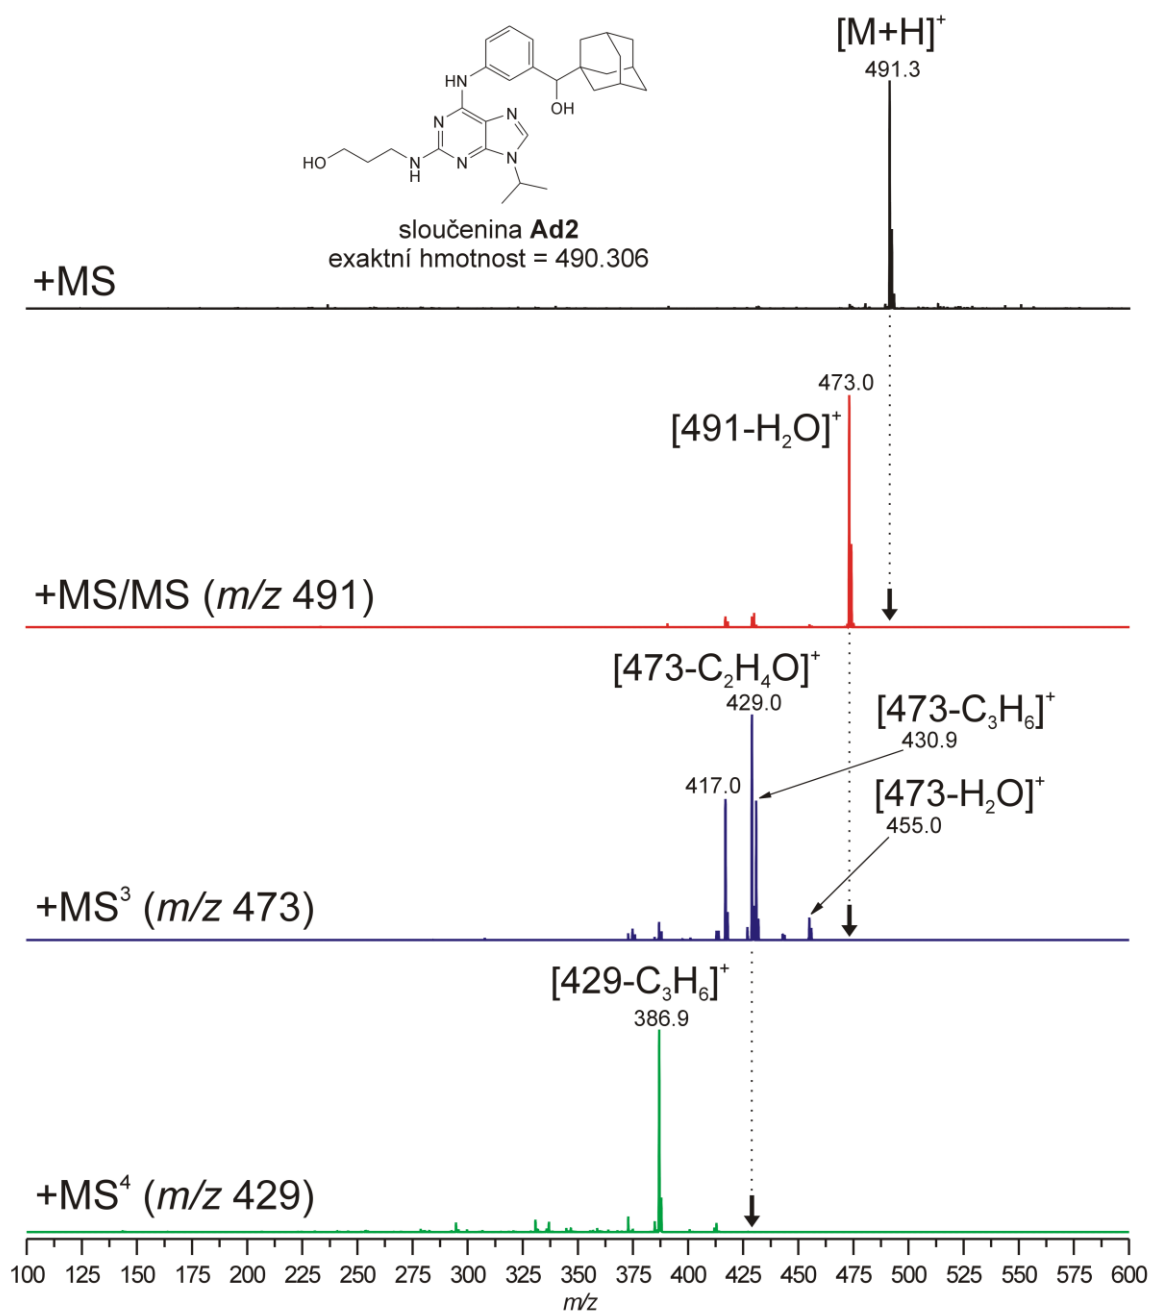 [M+H]⁺
491.3
NH
OH
N
N
N
N
HO
N
H
sloučenina Ad2
exaktní hmotnost = 490.306
+MS
473.0
[491-H₂O]⁺
+MS/MS (m/z 491)
[473-C₂H₄O]⁺
429.0
[473-C₃H₆]⁺
430.9
417.0
[473-H₂O]⁺
455.0
+MS³ (m/z 473)
[429-C₃H₆]⁺
386.9
+MS⁴ (m/z 429)
100 125 150 175 200 225 250 275 300 325 350 375 400 425 450 475 500 525 550 575 600
m/z